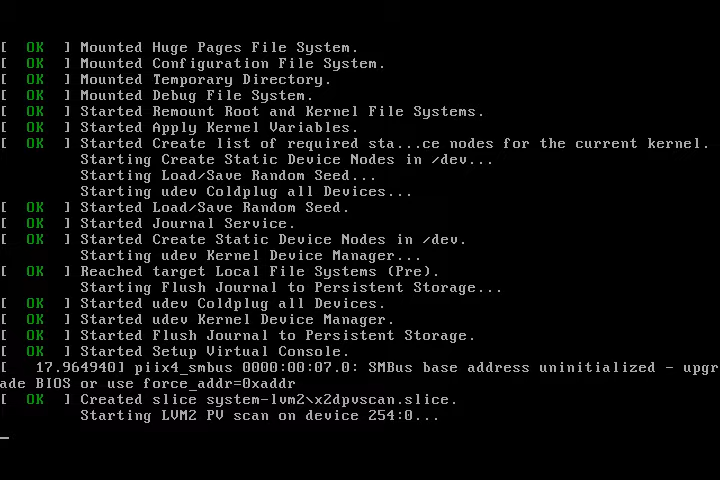 [  OK  ] Mounted Huge Pages File System.
[  OK  ] Mounted Configuration File System.
[  OK  ] Mounted Temporary Directory.
[  OK  ] Mounted Debug File System.
[  OK  ] Started Remount Root and Kernel File Systems.
[  OK  ] Started Apply Kernel Variables.
[  OK  ] Started Create list of required sta...ce nodes for the current kernel.
         Starting Create Static Device Nodes in /dev...
         Starting Load/Save Random Seed...
         Starting udev Coldplug all Devices...
[  OK  ] Started Load/Save Random Seed.
[  OK  ] Started Journal Service.
[  OK  ] Started Create Static Device Nodes in /dev.
         Starting udev Kernel Device Manager...
[  OK  ] Reached target Local File Systems (Pre).
         Starting Flush Journal to Persistent Storage...
[  OK  ] Started udev Coldplug all Devices.
[  OK  ] Started udev Kernel Device Manager.
[  OK  ] Started Flush Journal to Persistent Storage.
[  OK  ] Started Setup Virtual Console.
[   17.964940] piix4_smbus 0000:00:07.0: SMBus base address uninitialized - upgr
ade BIOS or use force_addr=0xaddr
[  OK  ] Created slice system-lvm2\x2dpvscan.slice.
         Starting LVM2 PV scan on device 254:0...